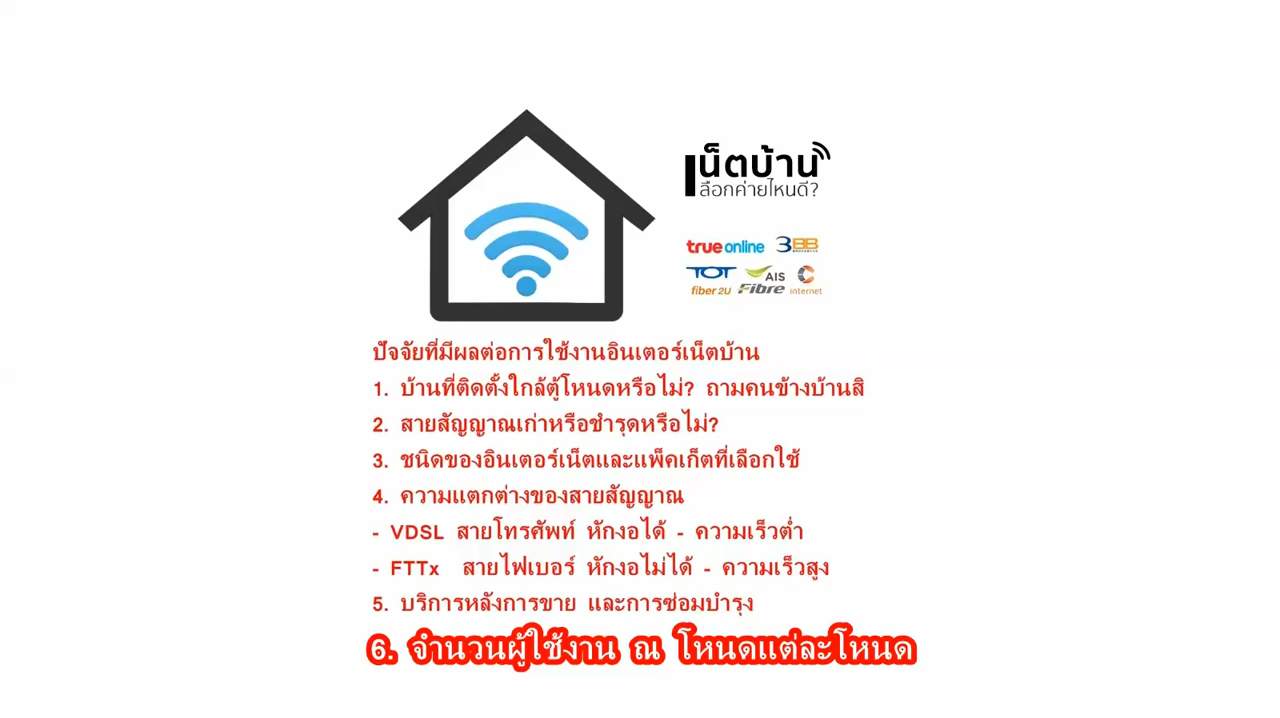 เน็ตบ้าน
เลือกค่ายไหนดี?
true online 3BB
BROADBAND
TOT AIS
fiber 2U Fibre internet
ปัจจัยที่มีผลต่อการใช้งานอินเตอร์เน็ตบ้าน
1. บ้านที่ติดตั้งใกล้ตู้โหนดหรือไม่? ถามคนข้างบ้านสิ
2. สายสัญญาณเก่าหรือชำรุดหรือไม่?
3. ชนิดของอินเตอร์เน็ตและแพ็คเก็ตที่เลือกใช้
4. ความแตกต่างของสายสัญญาณ
- VDSL สายโทรศัพท์ หักงอได้ - ความเร็วต่ำ
- FTTx สายไฟเบอร์ หักงอไม่ได้ - ความเร็วสูง
5. บริการหลังการขาย และการซ่อมบำรุง
6. จำนวนผู้ใช้งาน ณ โหนดแต่ละโหนด